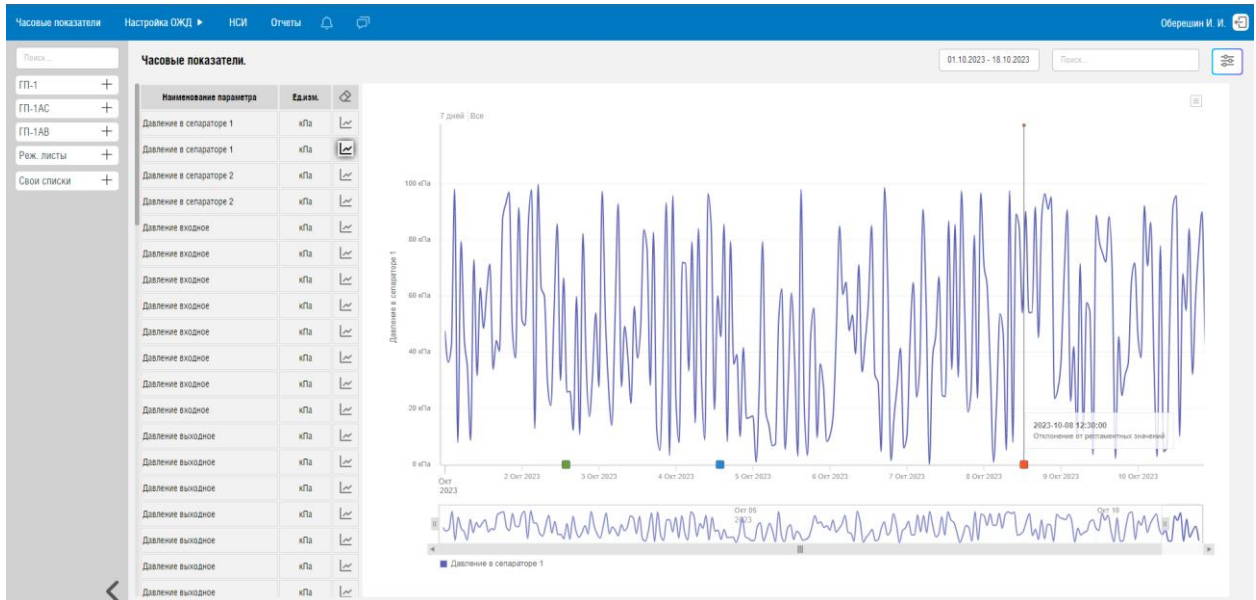 Часовые показатели Настройка ОЖД ▶ НСИ Отчеты Оберешин И. И.
Поиск...
ГП-1
ГП-1АС
ГП-1АВ
Реж. листы
Свои списки
Часовые показатели.
01.10.2023 - 18.10.2023 Поиск...
Наименование параметра Ед.изм.
Давление в сепараторе 1 кПа
Давление в сепараторе 1 кПа
Давление в сепараторе 2 кПа
Давление в сепараторе 2 кПа
Давление входное кПа
Давление входное кПа
Давление входное кПа
Давление входное кПа
Давление входное кПа
Давление входное кПа
Давление входное кПа
Давление входное кПа
Давление выходное кПа
Давление выходное кПа
Давление выходное кПа
Давление выходное кПа
Давление выходное кПа
Давление выходное кПа
Давление выходное кПа
7 дней Все
Давление в сепараторе 1
100 кПа
80 кПа
60 кПа
40 кПа
20 кПа
0 кПа
2023-10-08 12:30:00
Отклонение от регламентных значений
Окт
2023
2 Окт 2023 3 Окт 2023 4 Окт 2023 5 Окт 2023 6 Окт 2023 7 Окт 2023 8 Окт 2023 9 Окт 2023 10 Окт 2023
Окт 05
2023
Окт 10
Давление в сепараторе 1